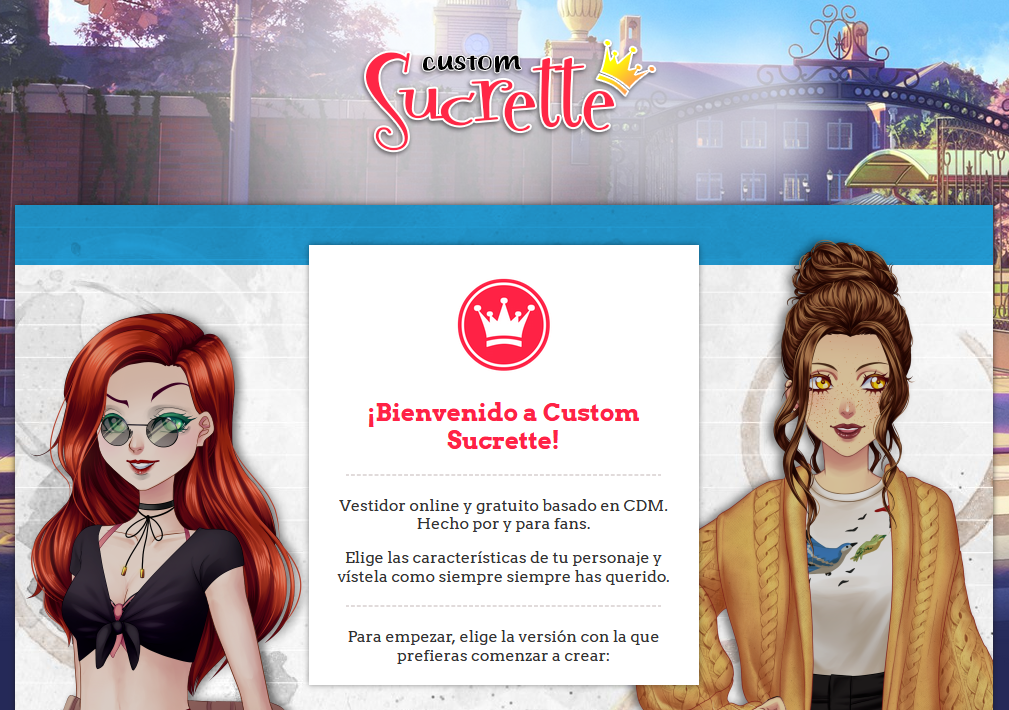 custom
Sucrette
¡Bienvenido a Custom
Sucrette!
Vestidor online y gratuito basado en CDM.
Hecho por y para fans.
Elige las características de tu personaje y
vístela como siempre siempre has querido.
Para empezar, elige la versión con la que
prefieras comenzar a crear: